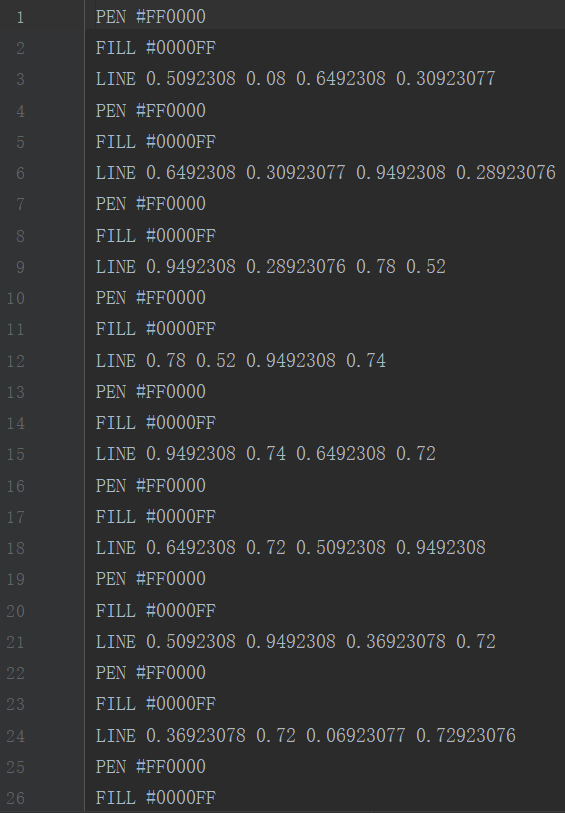 1 PEN #FF0000
2 FILL #0000FF
3 LINE 0.5092308 0.08 0.6492308 0.30923077
4 PEN #FF0000
5 FILL #0000FF
6 LINE 0.6492308 0.30923077 0.9492308 0.28923076
7 PEN #FF0000
8 FILL #0000FF
9 LINE 0.9492308 0.28923076 0.78 0.52
10 PEN #FF0000
11 FILL #0000FF
12 LINE 0.78 0.52 0.9492308 0.74
13 PEN #FF0000
14 FILL #0000FF
15 LINE 0.9492308 0.74 0.6492308 0.72
16 PEN #FF0000
17 FILL #0000FF
18 LINE 0.6492308 0.72 0.5092308 0.9492308
19 PEN #FF0000
20 FILL #0000FF
21 LINE 0.5092308 0.9492308 0.36923078 0.72
22 PEN #FF0000
23 FILL #0000FF
24 LINE 0.36923078 0.72 0.06923077 0.72923076
25 PEN #FF0000
26 FILL #0000FF